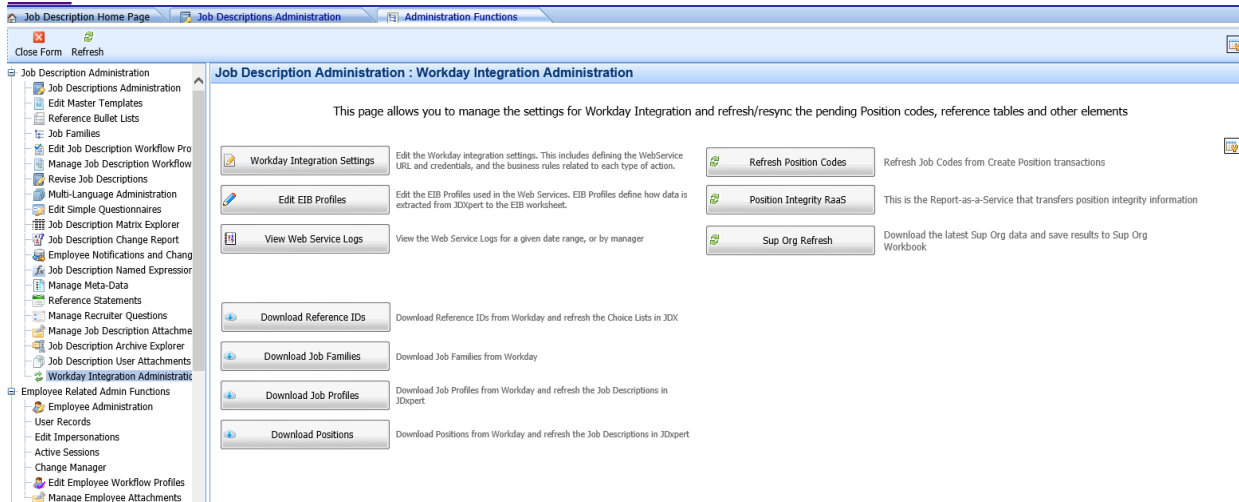 Job Description Home Page
Job Descriptions Administration
Administration Functions
Close Form Refresh
Job Description Administration
Job Descriptions Administration
Edit Master Templates
Reference Bullet Lists
Job Families
Edit Job Description Workflow Pro
Manage Job Description Workflow
Revise Job Descriptions
Multi-Language Administration
Edit Simple Questionnaires
Job Description Matrix Explorer
Job Description Change Report
Employee Notifications and Chang
Job Description Named Expression
Manage Meta-Data
Reference Statements
Manage Recruiter Questions
Manage Job Description Attachme
Job Description Archive Explorer
Job Description User Attachments
Workday Integration Administratic
Employee Related Admin Functions
Employee Administration
User Records
Edit Impersonations
Active Sessions
Change Manager
Edit Employee Workflow Profiles
Manage Employee Attachments
Job Description Administration : Workday Integration Administration
This page allows you to manage the settings for Workday Integration and refresh/resync the pending Position codes, reference tables and other elements
Workday Integration Settings
Edit the Workday integration settings. This includes defining the WebService
URL and credentials, and the business rules related to each type of action.
Edit EIB Profiles
Edit the EIB Profiles used in the Web Services. EIB Profiles define how data is
extracted from JDXpert to the EIB worksheet.
View Web Service Logs
View the Web Service Logs for a given date range, or by manager
Refresh Position Codes
Refresh Job Codes from Create Position transactions
Position Integrity RaaS
This is the Report-as-a-Service that transfers position integrity information
Sup Org Refresh
Download the latest Sup Org data and save results to Sup Org
Workbook
Download Reference IDs
Download Reference IDs from Workday and refresh the Choice Lists in JDX
Download Job Families
Download Job Families from Workday
Download Job Profiles
Download Job Profiles from Workday and refresh the Job Descriptions in
JDxpert
Download Positions
Download Positions from Workday and refresh the Job Descriptions in JDxpert